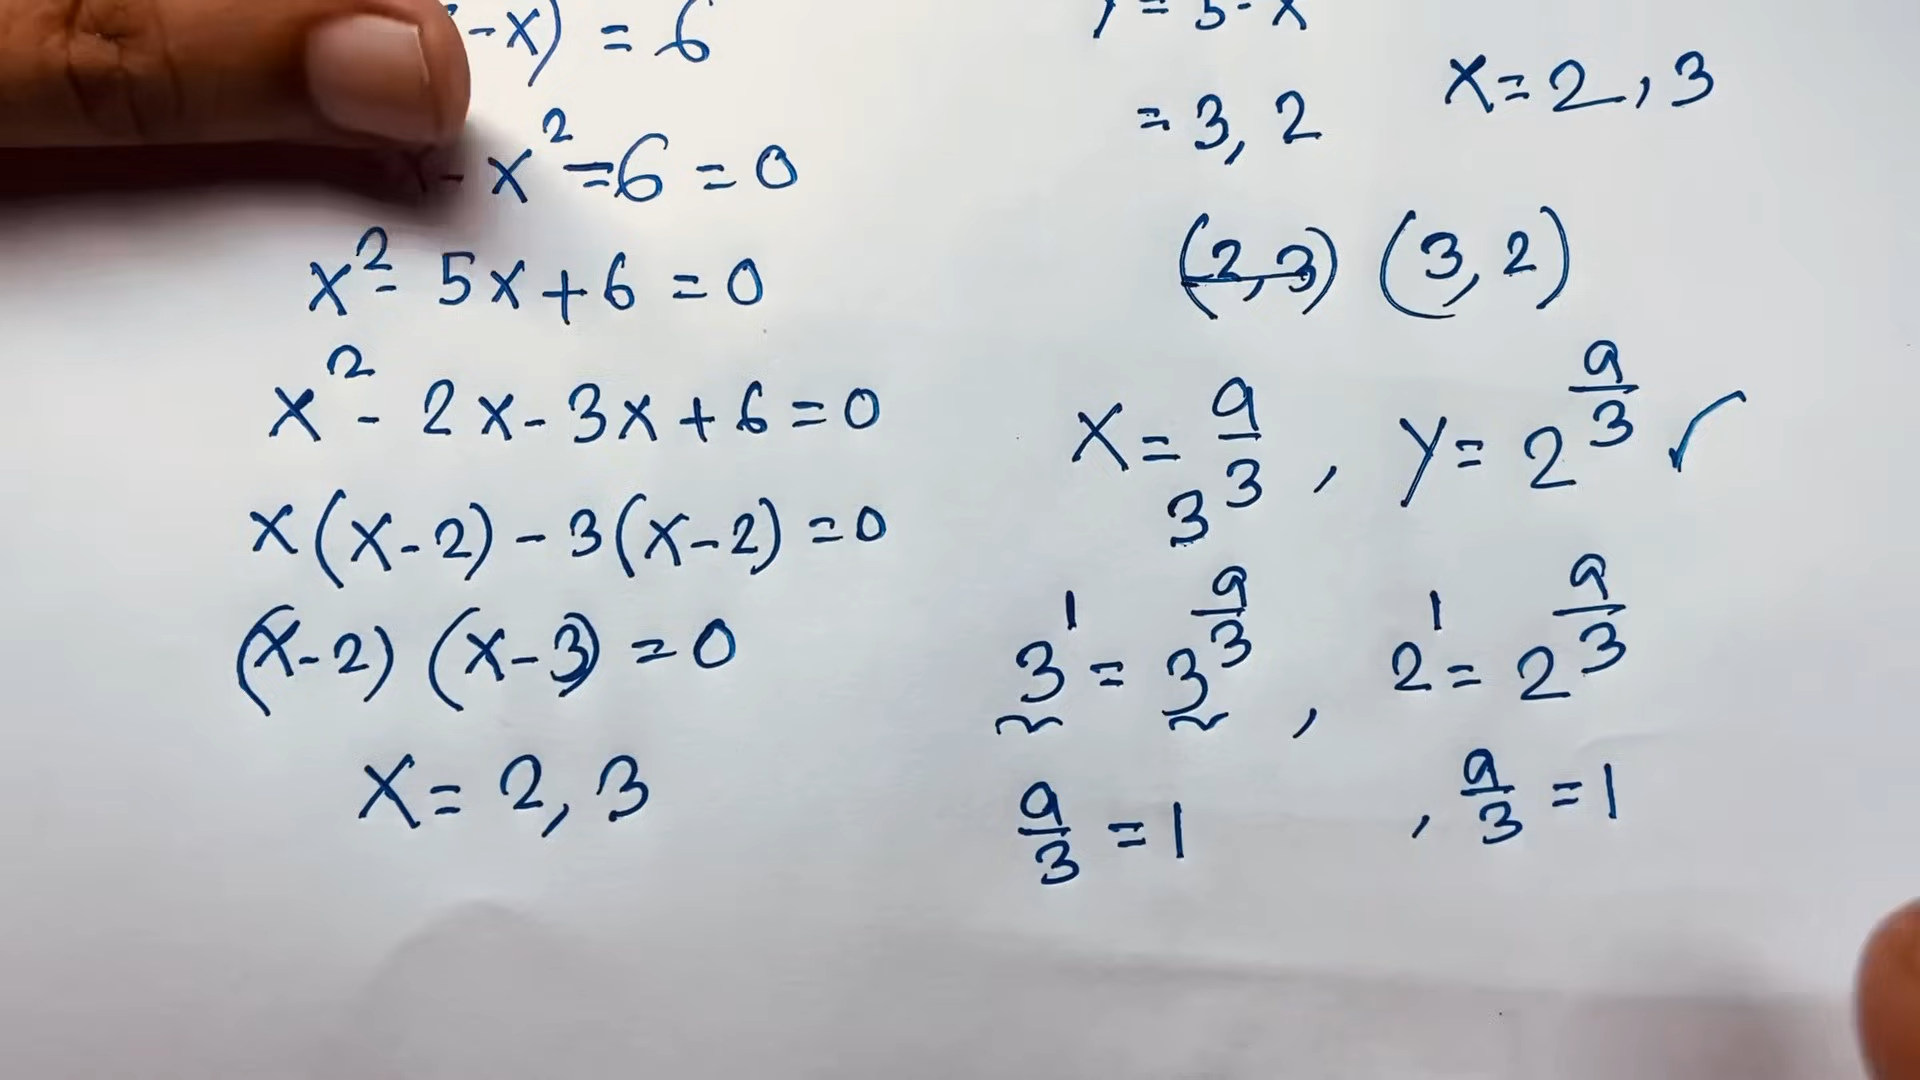 -x) = 6
- x² - 6 = 0
x² - 5x + 6 = 0
x² - 2x - 3x + 6 = 0
x(x-2) - 3(x-2) = 0
(x-2) (x-3) = 0
x = 2, 3
y = 5 - x
= 3, 2
x = 2, 3
(2,3) (3,2)
x = 3^(a/3), y = 2^(a/3) ✓
3¹ = 3^(a/3), 2¹ = 2^(a/3)
a/3 = 1, a/3 = 1